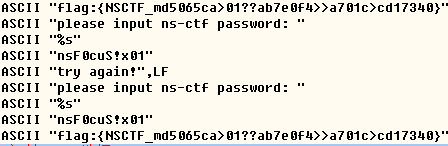 ASCII "flag:{NSCTF_md5065ca>01??ab7e0f4>>a701c>cd17340}"
ASCII "please input ns-ctf password: "
ASCII "%s"
ASCII "nsF0cuS!x01"
ASCII "try again!",LF
ASCII "please input ns-ctf password: "
ASCII "%s"
ASCII "nsF0cuS!x01"
ASCII "flag:{NSCTF_md5065ca>01??ab7e0f4>>a701c>cd17340}"